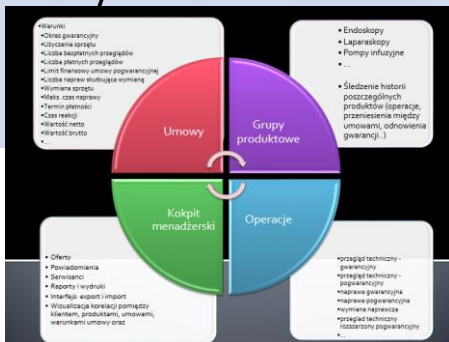 •Warunki
•Okres gwarancyjny
•Użyczenie sprzętu
•Liczba bezpłatnych przeglądów
•Liczba płatnych przeglądów
•Limit finansowy umowy pogwarancyjnej
•Liczba napraw skutkująca wymianą
•Wymiana sprzętu
•Maks. czas naprawy
•Termin płatności
•Czas reakcji
•Wartość netto
•Wartość brutto
•...
• Endoskopy
• Laparaskopy
• Pompy infuzyjne
• ...
• Śledzenie historii
poszczególnych
produktów (operacje,
przeniesienia między
umowami, odnowienia
gwarancji..)
Umowy
Grupy
produktowe
Kokpit
menadżerski
Operacje
• Oferty
• Powiadomienia
• Serwisanci
• Raporty i wydruki
• Interfejs: export i import
• Wizualizacja korelacji pomiędzy
klientem, produktami, umowami,
warunkami umowy oraz
•przegląd techniczny -
gwarancyjny
•przegląd techniczny -
pogwarancyjny
•naprawa gwarancyjna
•naprawa pogwarancyjna
•wymiana naprawcza
•przegląd techniczny
rozszerzony pogwarancyjny
•...